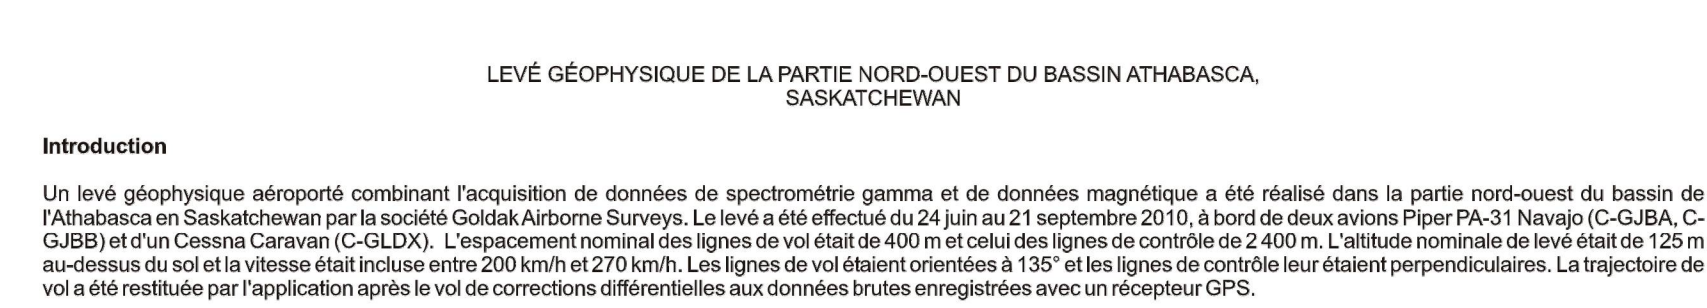 LEVÉ GÉOPHYSIQUE DE LA PARTIE NORD-OUEST DU BASSIN ATHABASCA,
SASKATCHEWAN
Introduction
Un levé géophysique aéroporté combinant l'acquisition de données de spectrométrie gamma et de données magnétique a été réalisé dans la partie nord-ouest du bassin de
l'Athabasca en Saskatchewan par la société Goldak Airborne Surveys. Le levé a été effectué du 24 juin au 21 septembre 2010, à bord de deux avions Piper PA-31 Navajo (C-GJBA, C-
GJBB) et d'un Cessna Caravan (C-GLDX). L'espacement nominal des lignes de vol était de 400 m et celui des lignes de contrôle de 2 400 m. L'altitude nominale de levé était de 125 m
au-dessus du sol et la vitesse était incluse entre 200 km/h et 270 km/h. Les lignes de vol étaient orientées à 135° et les lignes de contrôle leur étaient perpendiculaires. La trajectoire de
vol a été restituée par l'application après le vol de corrections différentielles aux données brutes enregistrées avec un récepteur GPS.